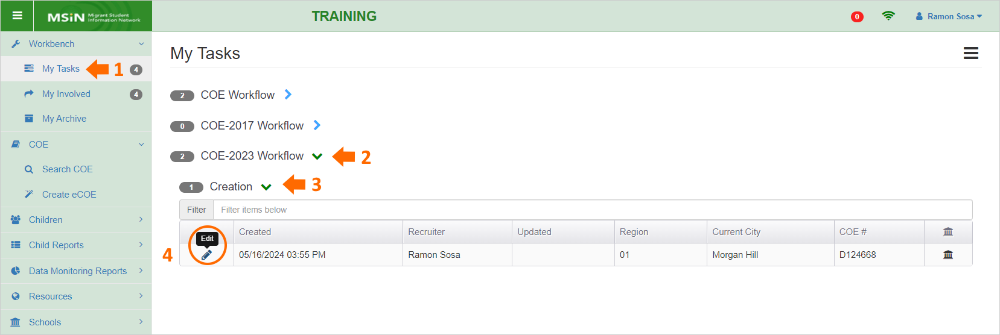 MSiN Migrant Student Information Network
TRAINING
0
Ramon Sosa
Workbench
My Tasks
1
4
My Involved
4
My Archive
COE
Search COE
Create eCOE
Children
Child Reports
Data Monitoring Reports
Resources
Schools
My Tasks
2 COE Workflow
0 COE-2017 Workflow
2 COE-2023 Workflow
2
1 Creation
3
Filter Filter items below
Edit
Created Recruiter Updated Region Current City COE #
4
05/16/2024 03:55 PM Ramon Sosa 01 Morgan Hill D124668